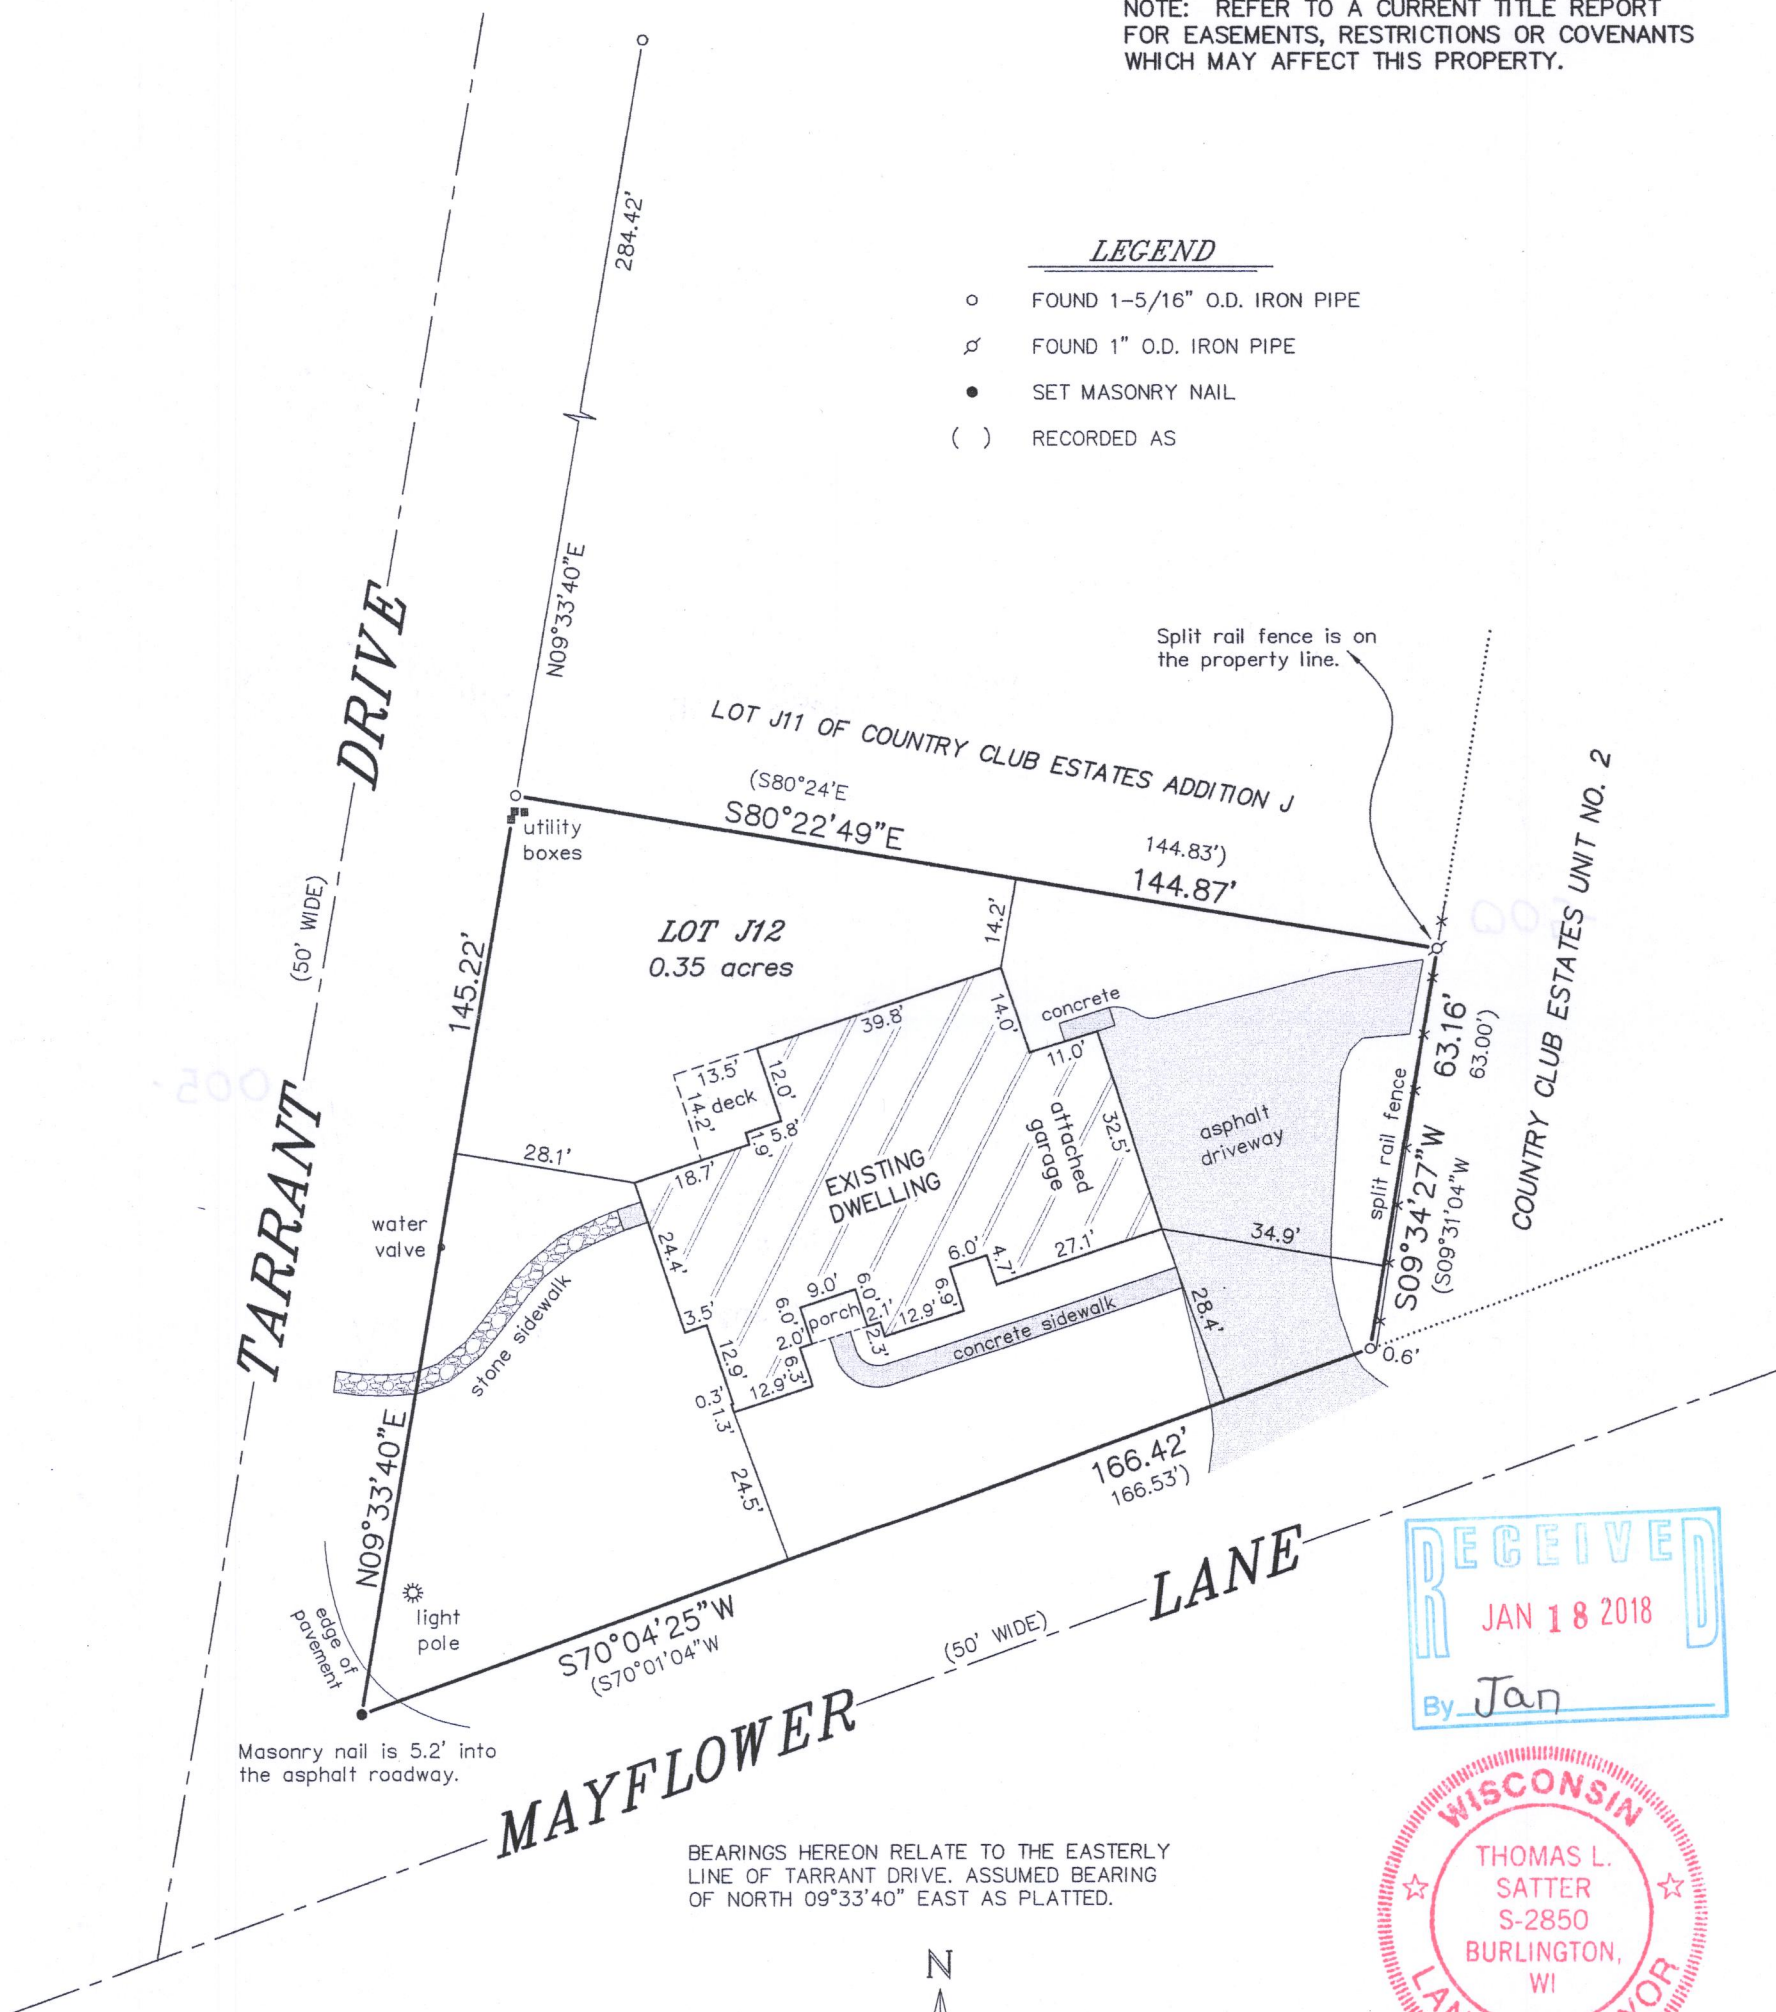 NOTE: REFER TO A CURRENT TITLE REPORT
FOR EASEMENTS, RESTRICTIONS OR COVENANTS
WHICH MAY AFFECT THIS PROPERTY.
284.42'
N09°33'40"E
LEGEND
FOUND 1-5/16" O.D. IRON PIPE
FOUND 1" O.D. IRON PIPE
SET MASONRY NAIL
( ) RECORDED AS
TARRANT DRIVE
(50' WIDE)
Split rail fence is on
the property line.
LOT J11 OF COUNTRY CLUB ESTATES ADDITION J
(S80°24'E
S80°22'49"E
144.83')
144.87'
utility
boxes
COUNTRY CLUB ESTATES UNIT NO. 2
LOT J12
0.35 acres
145.22'
14.2'
39.8'
14.0'
concrete
11.0'
13.5'
deck
14.2'
12.0'
5.8'
1.9'
18.7'
28.1'
EXISTING
DWELLING
attached
garage
32.5'
asphalt
driveway
split rail fence
63.16'
63.00')
S09°34'27"W
(S09°31'04"W
34.9'
water
valve
stone sidewalk
24.4'
3.5'
12.9'
0.3'
1.3'
12.9'
6.3'
2.0'
6.0'
9.0'
porch
6.0'
2.1'
2.3'
12.9'
6.9'
6.0'
4.7'
27.1'
concrete sidewalk
28.4'
0.6'
24.5'
166.42'
166.53')
N09°33'40"E
edge of
pavement
light
pole
S70°04'25"W
(S70°01'04"W
Masonry nail is 5.2' into
the asphalt roadway.
MAYFLOWER LANE
(50' WIDE)
RECEIVED
JAN 18 2018
By Jan
BEARINGS HEREON RELATE TO THE EASTERLY
LINE OF TARRANT DRIVE. ASSUMED BEARING
OF NORTH 09°33'40" EAST AS PLATTED.
N
WISCONSIN
THOMAS L.
SATTER
S-2850
BURLINGTON,
WI